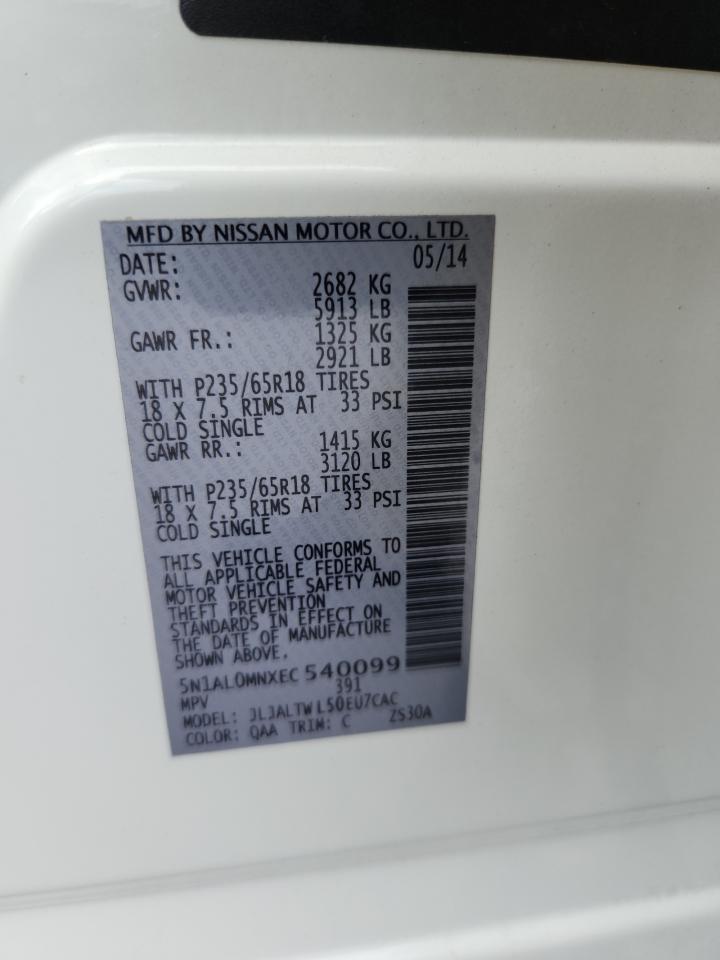 MFD BY NISSAN MOTOR CO., LTD.
DATE: 05/14
GVWR: 2682 KG
5913 LB
GAWR FR.: 1325 KG
2921 LB
WITH P235/65R18 TIRES
18 X 7.5 RIMS AT 33 PSI
COLD SINGLE
GAWR RR.: 1415 KG
3120 LB
WITH P235/65R18 TIRES
18 X 7.5 RIMS AT 33 PSI
COLD SINGLE
THIS VEHICLE CONFORMS TO
ALL APPLICABLE FEDERAL
MOTOR VEHICLE SAFETY AND
THEFT PREVENTION
STANDARDS IN EFFECT ON
THE DATE OF MANUFACTURE
SHOWN ABOVE.
5N1AL0MNXEC 540099
MPV 391
MODEL: JLJALTWL50EU7CAC
COLOR: QAA TRIM: C ZS30A